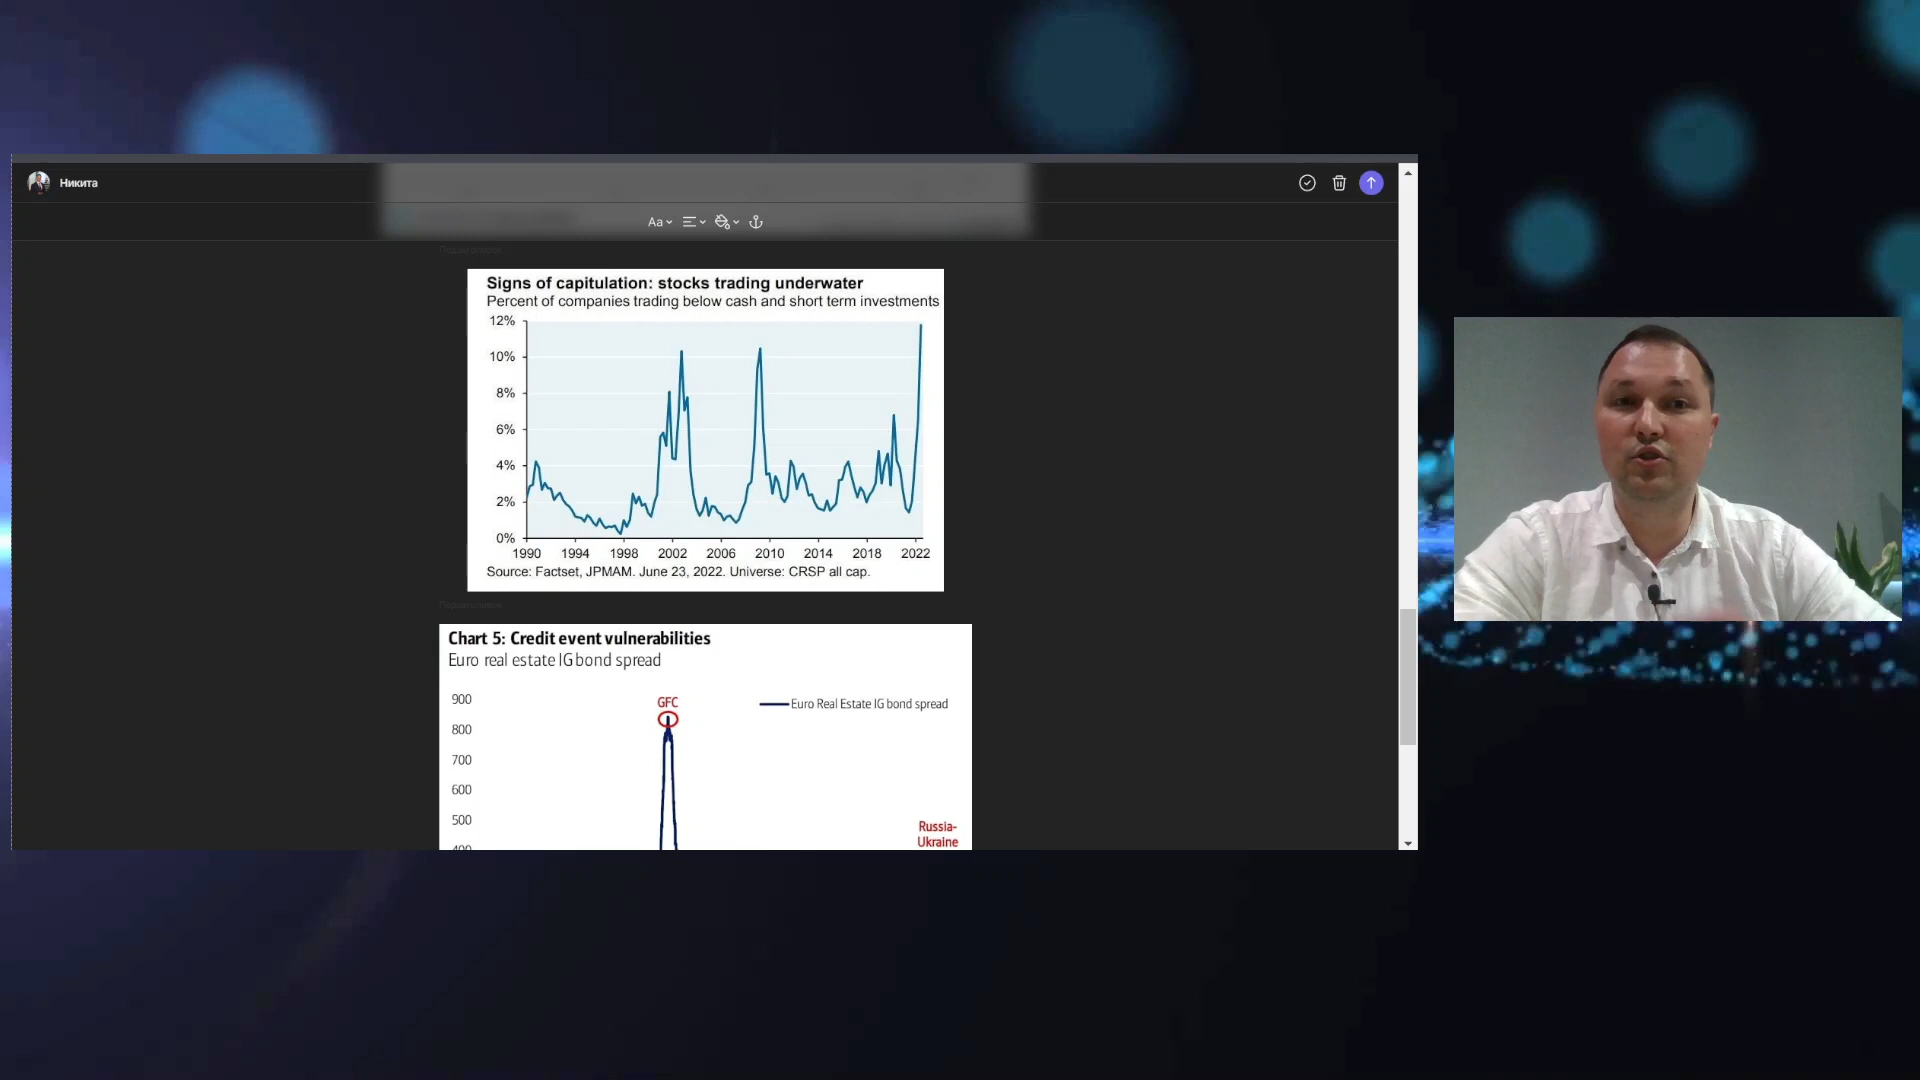 Никита
Aa
Signs of capitulation: stocks trading underwater
Percent of companies trading below cash and short term investments
12%
10%
8%
6%
4%
2%
0%
1990 1994 1998 2002 2006 2010 2014 2018 2022
Source: Factset, JPMAM. June 23, 2022. Universe: CRSP all cap.
Chart 5: Credit event vulnerabilities
Euro real estate IG bond spread
900
GFC
Euro Real Estate IG bond spread
800
700
600
500
Russia-
Ukraine
400